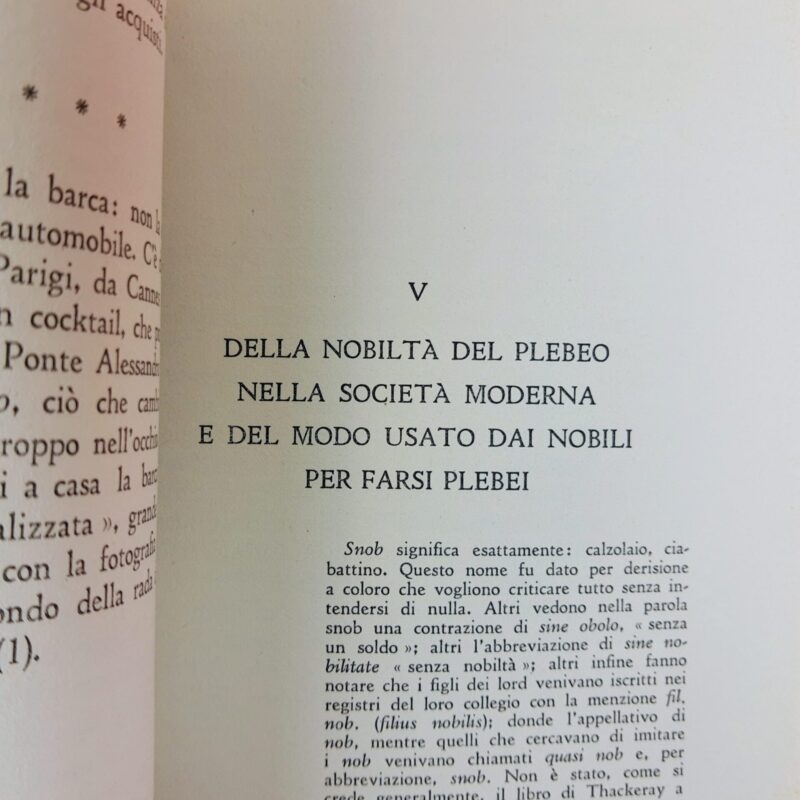 gli acquisti.
* * *
la barca: non
automobile. C'è
Parigi, da Cannes
cocktail, che
Ponte Alessand
ciò che cam
roppo nell'occhi
i a casa la barc
alizzata », grand
con la fotografi
ondo della rada
(1).
V
DELLA NOBILTÀ DEL PLEBEO
NELLA SOCIETÀ MODERNA
E DEL MODO USATO DAI NOBILI
PER FARSI PLEBEI
Snob significa esattamente: calzolaio, cia-
battino. Questo nome fu dato per derisione
a coloro che vogliono criticare tutto senza in-
tendersi di nulla. Altri vedono nella parola
snob una contrazione di sine obolo, « senza
un soldo »; altri l'abbreviazione di sine no-
bilitate « senza nobiltà »; altri infine fanno
notare che i figli dei lord venivano iscritti nei
registri del loro collegio con la menzione fil.
nob. (filius nobilis); donde l'appellativo di
nob, mentre quelli che cercavano di imitare
i nob venivano chiamati quasi nob e, per
abbreviazione, snob. Non è stato, come si
crede generalmente, il libro di Thackeray a